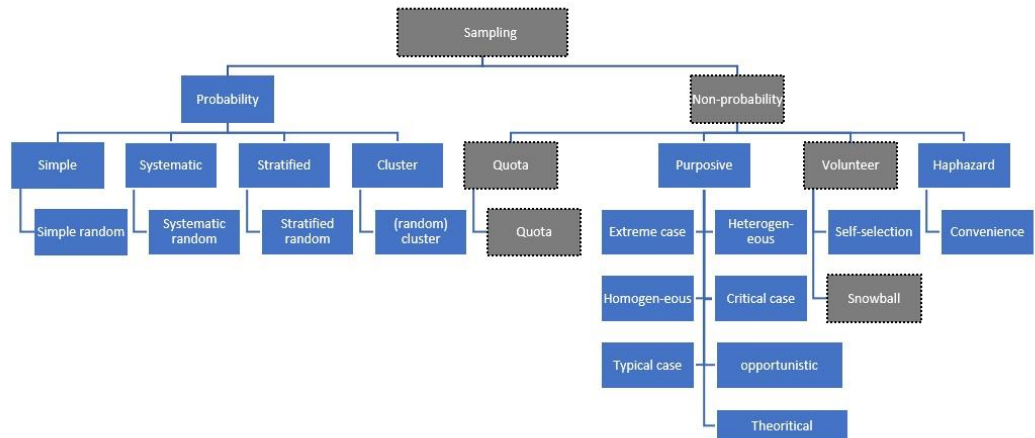 Sampling
Probability
Non-probability
Simple
Systematic
Stratified
Cluster
Quota
Purposive
Volunteer
Haphazard
Simple random
Systematic
random
Stratified
random
(random)
cluster
Quota
Extreme case
Heterogen-
eous
Self-selection
Convenience
Homogen-eous
Critical case
Snowball
Typical case
opportunistic
Theoritical